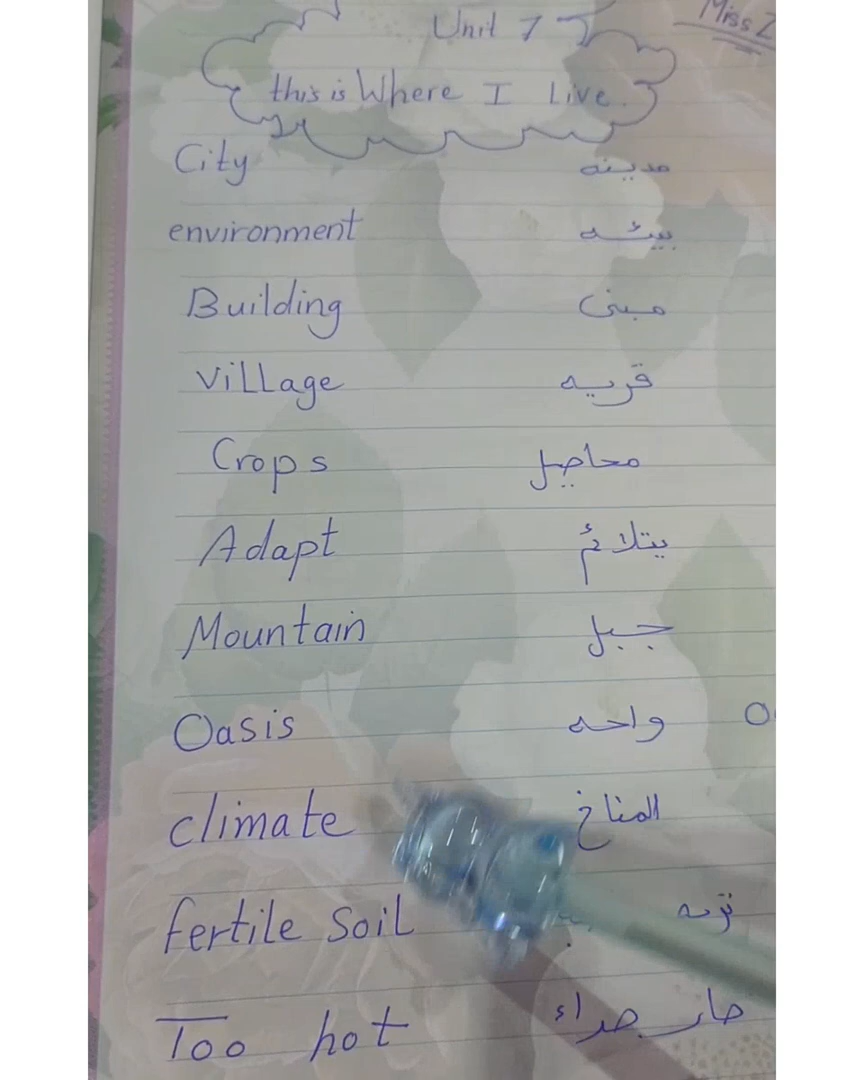 Unit 7 Miss
this is Where I Live.
City مدينه
environment بيئه
Building مبنى
Village قريه
Crops محاصيل
Adapt يتلائم
Mountain جبل
Oasis واحه
climate المناخ
fertile Soil تربه
Too hot حار جداء